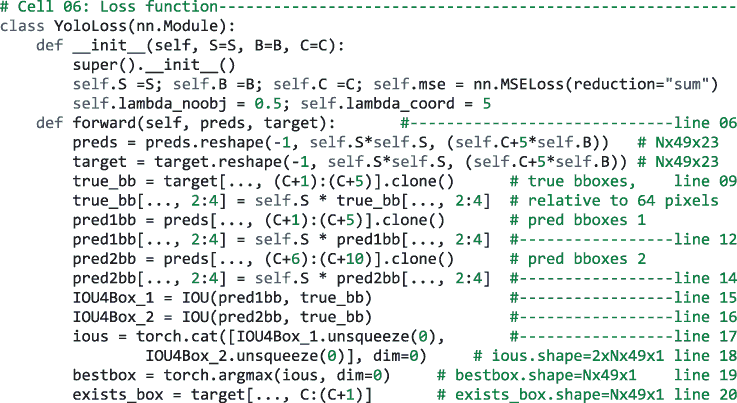 # Cell 06: Loss function----------------------------------------------------------
class YoloLoss(nn.Module):
    def __init__(self, S=S, B=B, C=C):
        super().__init__()
        self.S =S; self.B =B; self.C =C; self.mse = nn.MSELoss(reduction="sum")
        self.lambda_noobj = 0.5; self.lambda_coord = 5
    def forward(self, preds, target):       #-----------------------------line 06
        preds = preds.reshape(-1, self.S*self.S, (self.C+5*self.B))   # Nx49x23
        target = target.reshape(-1, self.S*self.S, (self.C+5*self.B)) # Nx49x23
        true_bb = target[..., (C+1):(C+5)].clone()      # true bboxes,    line 09
        true_bb[..., 2:4] = self.S * true_bb[..., 2:4]  # relative to 64 pixels
        pred1bb = preds[..., (C+1):(C+5)].clone()       # pred bboxes 1
        pred1bb[..., 2:4] = self.S * pred1bb[..., 2:4]  #-----------------line 12
        pred2bb = preds[..., (C+6):(C+10)].clone()      # pred bboxes 2
        pred2bb[..., 2:4] = self.S * pred2bb[..., 2:4]  #-----------------line 14
        IOU4Box_1 = IOU(pred1bb, true_bb)               #-----------------line 15
        IOU4Box_2 = IOU(pred2bb, true_bb)               #-----------------line 16
        ious = torch.cat([IOU4Box_1.unsqueeze(0),       #-----------------line 17
                IOU4Box_2.unsqueeze(0)], dim=0)     # ious.shape=2xNx49x1 line 18
        bestbox = torch.argmax(ious, dim=0)     # bestbox.shape=Nx49x1    line 19
        exists_box = target[..., C:(C+1)]       # exists_box.shape=Nx49x1 line 20